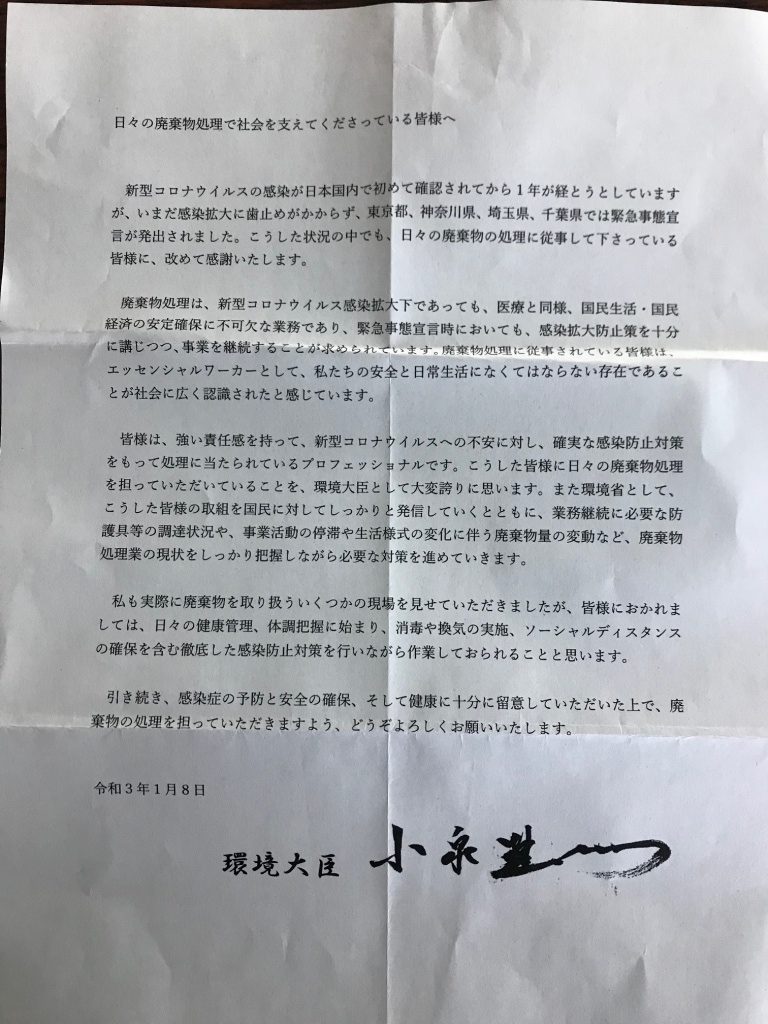 日々の廃棄物処理で社会を支えてくださっている皆様へ
新型コロナウイルスの感染が日本国内で初めて確認されてから1年が経とうとしています
が、いまだ感染拡大に歯止めがかからず、東京都、神奈川県、埼玉県、千葉県では緊急事態宣
言が発出されました。こうした状況の中でも、日々の廃棄物の処理に従事して下さっている
皆様に、改めて感謝いたします。
廃棄物処理は、新型コロナウイルス感染拡大下であっても、医療と同様、国民生活・国民
経済の安定確保に不可欠な業務であり、緊急事態宣言時においても、感染拡大防止策を十分
に講じつつ、事業を継続することが求められています。廃棄物処理に従事されている皆様は、
エッセンシャルワーカーとして、私たちの安全と日常生活になくてはならない存在であるこ
とが社会に広く認識されたと感じています。
皆様は、強い責任感を持って、新型コロナウイルスへの不安に対し、確実な感染防止対策
をもって処理に当たられているプロフェッショナルです。こうした皆様に日々の廃棄物処理
を担っていただいていることを、環境大臣として大変誇りに思います。また環境省として、
こうした皆様の取組を国民に対してしっかりと発信していくとともに、業務継続に必要な防
護具等の調達状況や、事業活動の停滞や生活様式の変化に伴う廃棄物量の変動など、廃棄物
処理業の現状をしっかり把握しながら必要な対策を進めていきます。
私も実際に廃棄物を取り扱ういくつかの現場を見せていただきましたが、皆様におかれま
しては、日々の健康管理、体調把握に始まり、消毒や換気の実施、ソーシャルディスタンス
の確保を含む徹底した感染防止対策を行いながら作業しておられることと思います。
引き続き、感染症の予防と安全の確保、そして健康に十分に留意していただいた上で、廃
棄物の処理を担っていただきますよう、どうぞよろしくお願いいたします。
令和3年1月8日
環境大臣 小泉